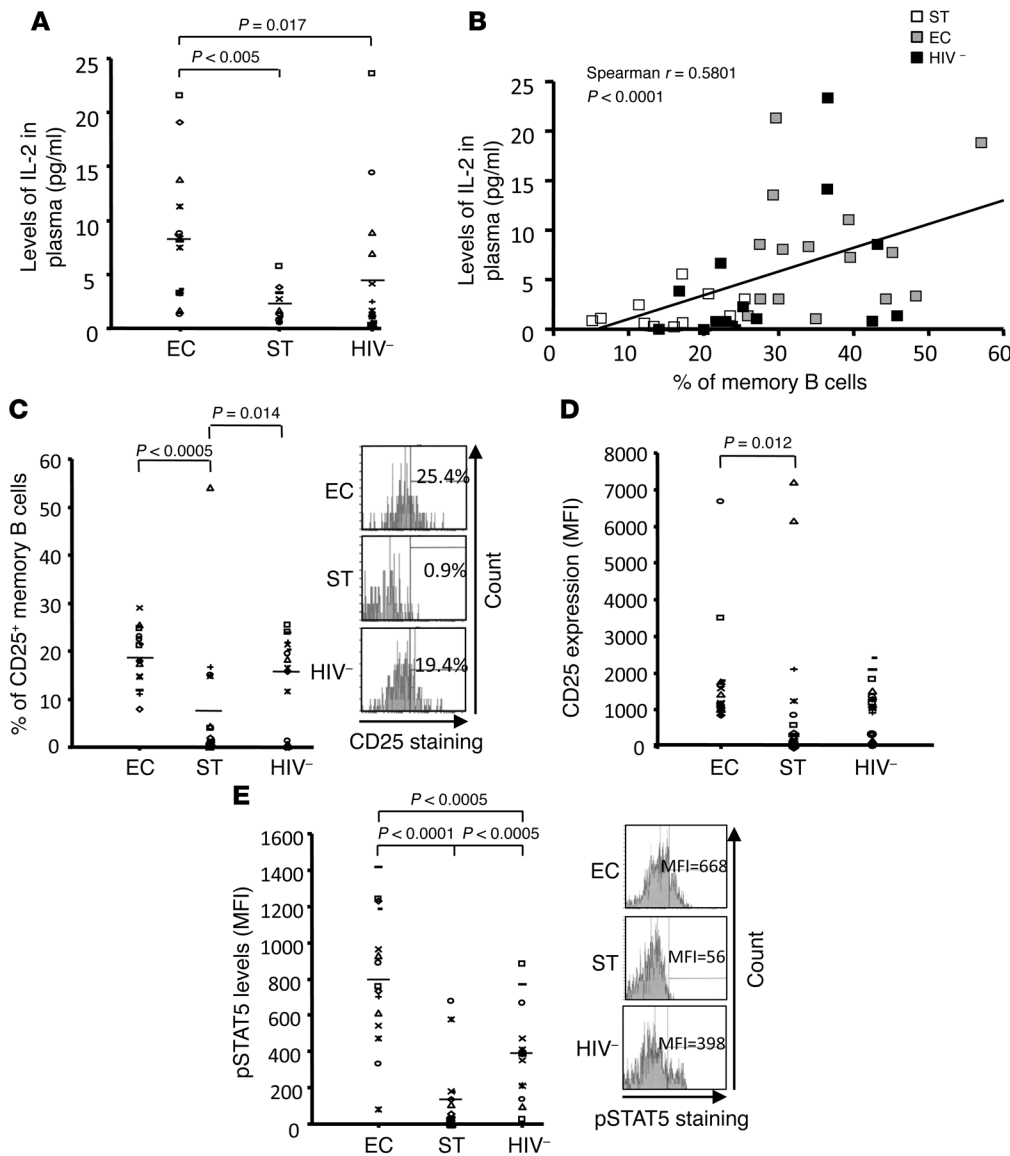 A
P = 0.017
P < 0.005
Levels of IL-2 in
plasma (pg/ml)
25
20
15
10
5
0
EC
ST
HIV⁻
B
ST
EC
HIV ⁻
Spearman r = 0.5801
P < 0.0001
Levels of IL-2 in
plasma (pg/ml)
25
20
15
10
5
0
0
10
20
30
40
50
60
% of memory B cells
C
P = 0.014
P < 0.0005
% of CD25⁺ memory B cells
60
50
40
30
20
10
0
EC
ST
HIV⁻
EC
25.4%
ST
0.9%
HIV⁻
19.4%
Count
CD25 staining
D
P = 0.012
CD25 expression (MFI)
8000
7000
6000
5000
4000
3000
2000
1000
0
EC
ST
HIV⁻
E
P < 0.0005
P < 0.0001
P < 0.0005
pSTAT5 levels (MFI)
1600
1400
1200
1000
800
600
400
200
0
EC
ST
HIV⁻
EC
MFI=668
ST
MFI=56
HIV⁻
MFI=398
Count
pSTAT5 staining